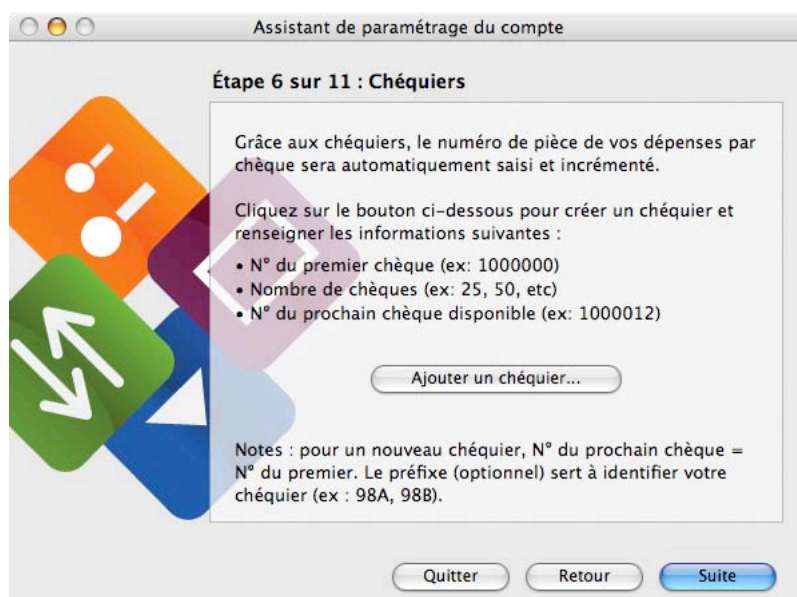 Assistant de paramétrage du compte
Étape 6 sur 11 : Chéquiers
Grâce aux chéquiers, le numéro de pièce de vos dépenses par
chèque sera automatiquement saisi et incrémenté.
Cliquez sur le bouton ci-dessous pour créer un chéquier et
renseigner les informations suivantes :
• N° du premier chèque (ex: 1000000)
• Nombre de chèques (ex: 25, 50, etc)
• N° du prochain chèque disponible (ex: 1000012)
Ajouter un chéquier...
Notes : pour un nouveau chéquier, N° du prochain chèque =
N° du premier. Le préfixe (optionnel) sert à identifier votre
chéquier (ex : 98A, 98B).
Quitter
Retour
Suite